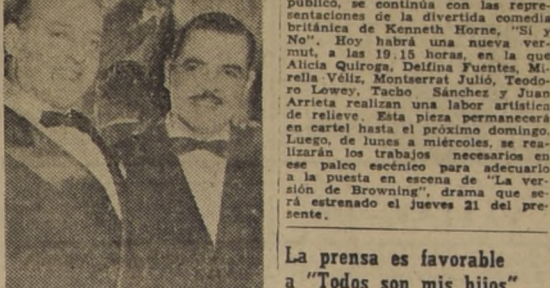 público, se continúa con las repre-
sentaciones de la divertida comedia
británica de Kenneth Horne, "Sí y
No". Hoy habrá una nueva ver-
mut, a las 19.15 horas, en la que
Alicia Quiroga, Delfina Fuentes, Mi-
rella Véliz, Montserrat Julió, Teodo-
ro Lowey, Tacho Sánchez y Juan
Arrieta realizan una labor artística
de relieve. Esta pieza permanecerá
en cartel hasta el próximo domingo.
Luego, de lunes a miércoles, se rea-
lizarán los trabajos necesarios en
ese palco escénico para adecuarlo
a la puesta en escena de "La ver-
sión de Browning", drama que se-
rá estrenado el jueves 21 del pre-
sente.
La prensa es favorable
a "Todos son mis hijos"